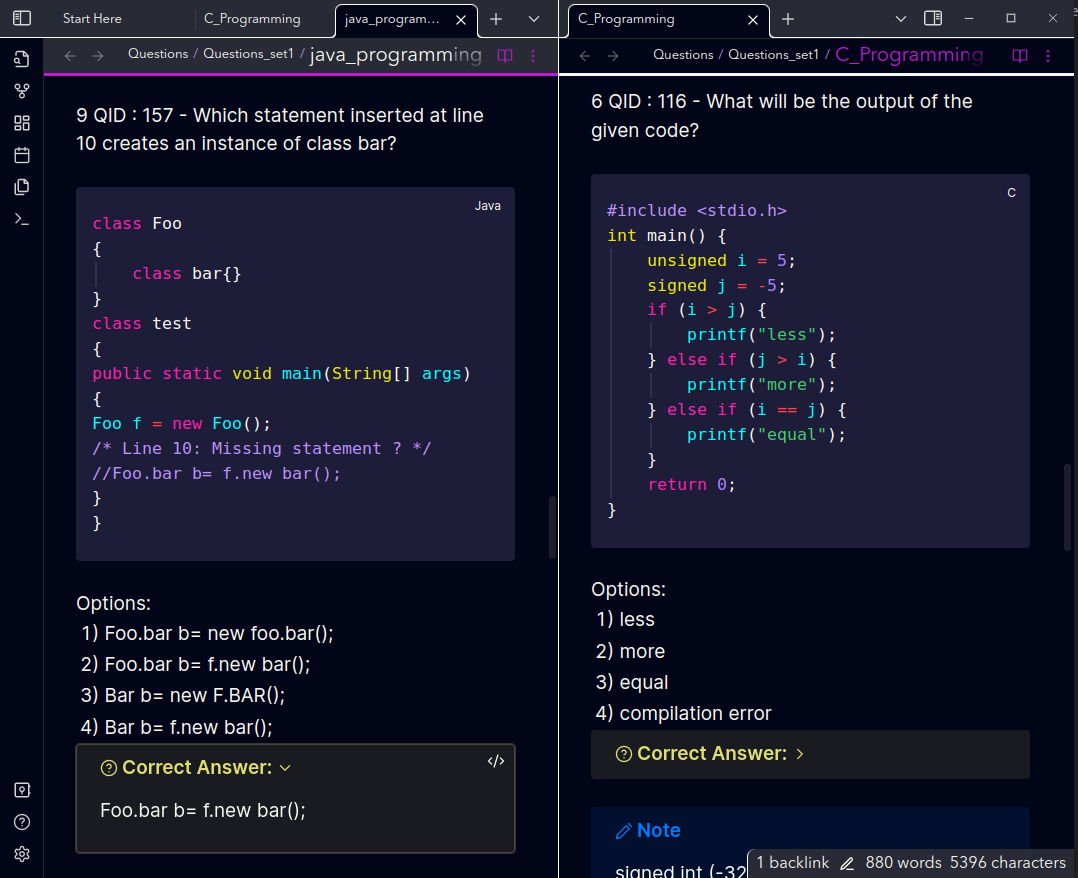 Start Here
C_Programming
java_program...
C_Programming
Questions / Questions_set1 / java_programming
9 QID : 157 - Which statement inserted at line
10 creates an instance of class bar?
Java
class Foo
{
class bar{}
}
class test
{
public static void main(String[] args)
{
Foo f = new Foo();
/* Line 10: Missing statement ? */
//Foo.bar b= f.new bar();
}
}
Options:
1) Foo.bar b= new foo.bar();
2) Foo.bar b= f.new bar();
3) Bar b= new F.BAR();
4) Bar b= f.new bar();
Correct Answer:
Foo.bar b= f.new bar();
Questions / Questions_set1 / C_Programming
6 QID : 116 - What will be the output of the
given code?
C
#include <stdio.h>
int main() {
unsigned i = 5;
signed j = -5;
if (i > j) {
printf("less");
} else if (j > i) {
printf("more");
} else if (i == j) {
printf("equal");
}
return 0;
}
Options:
1) less
2) more
3) equal
4) compilation error
Correct Answer:
Note
signed int (-32
1 backlink 880 words 5396 characters